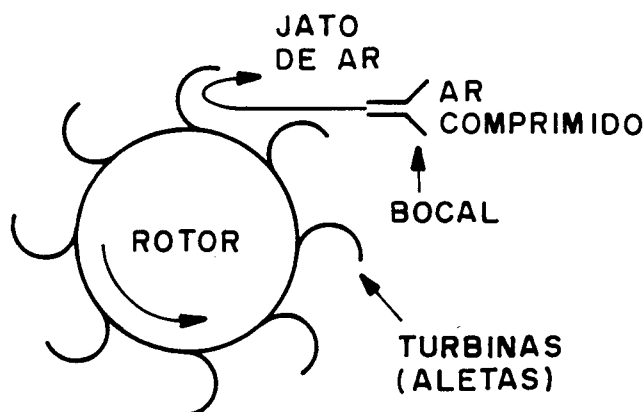 JATO
DE AR
AR
COMPRIMIDO
BOCAL
ROTOR
TURBINAS
(ALETAS)